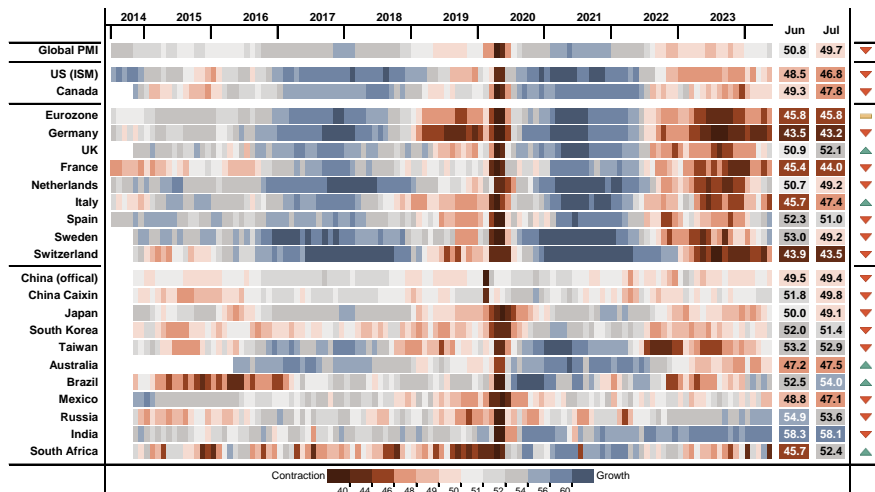 2014 2015 2016 2017 2018 2019 2020 2021 2022 2023
Jun Jul
Global PMI 50.8 49.7
US (ISM) 48.5 46.8
Canada 49.3 47.8
Eurozone 45.8 45.8
Germany 43.5 43.2
UK 50.9 52.1
France 45.4 44.0
Netherlands 50.7 49.2
Italy 45.7 47.4
Spain 52.3 51.0
Sweden 53.0 49.2
Switzerland 43.9 43.5
China (offical) 49.5 49.4
China Caixin 51.8 49.8
Japan 50.0 49.1
South Korea 52.0 51.4
Taiwan 53.2 52.9
Australia 47.2 47.5
Brazil 52.5 54.0
Mexico 48.8 47.1
Russia 54.9 53.6
India 58.3 58.1
South Africa 45.7 52.4
Contraction Growth
40 44 46 48 49 50 51 52 54 56 60